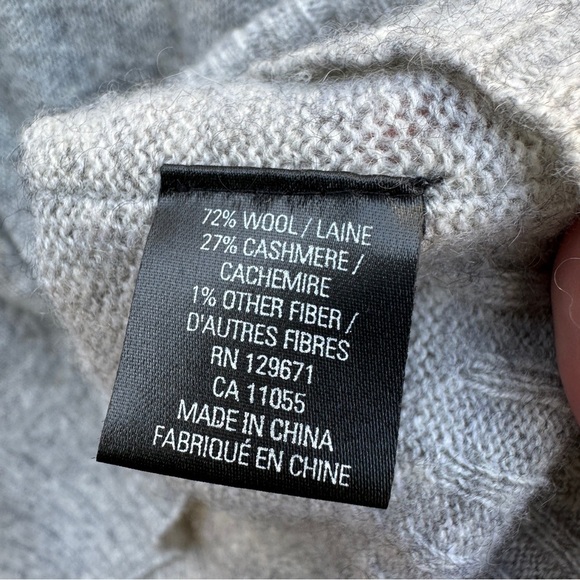 72% WOOL / LAINE
27% CASHMERE /
CACHEMIRE
1% OTHER FIBER /
D'AUTRES FIBRES
RN 129671
CA 11055
MADE IN CHINA
FABRIQUÉ EN CHINE